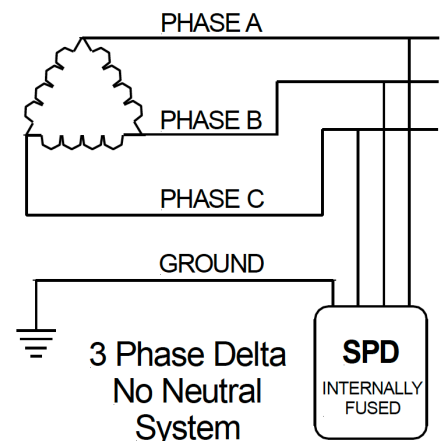 PHASE A
PHASE B
PHASE C
GROUND
3 Phase Delta
No Neutral
System
SPD
INTERNALLY
FUSED